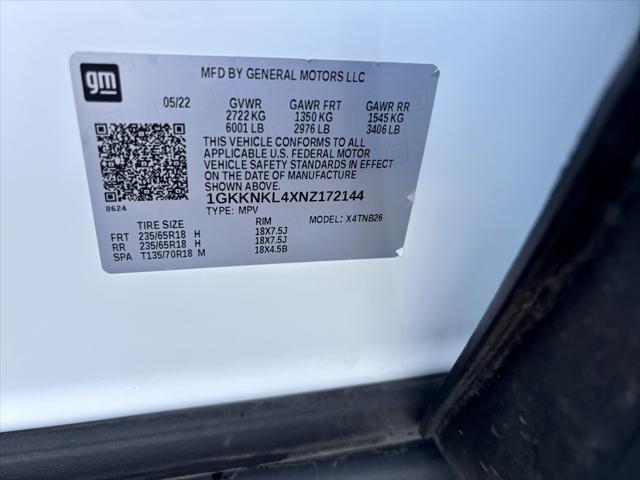 gm
MFD BY GENERAL MOTORS LLC
05/22 GVWR GAWR FRT GAWR RR
2722 KG 1350 KG 1545 KG
6001 LB 2976 LB 3406 LB
THIS VEHICLE CONFORMS TO ALL
APPLICABLE U.S. FEDERAL MOTOR
VEHICLE SAFETY STANDARDS IN EFFECT
ON THE DATE OF MANUFACTURE
SHOWN ABOVE.
8624 1GKKNKL4XNZ172144
TYPE: MPV MODEL: X4TNB26
TIRE SIZE RIM
FRT 235/65R18 H 18X7.5J
RR 235/65R18 H 18X7.5J
SPA T135/70R18 M 18X4.5B